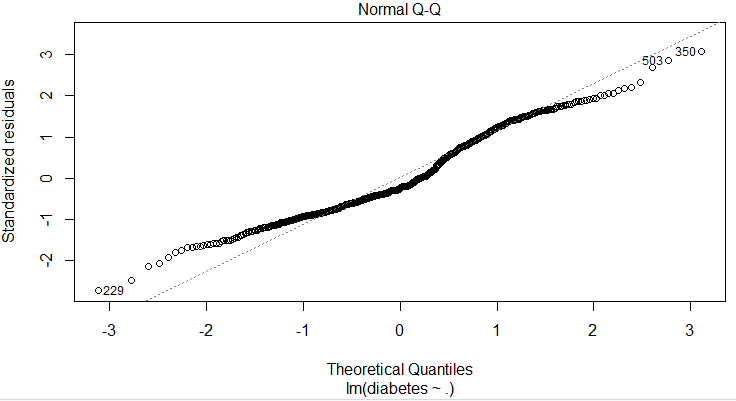 Normal Q-Q
Standardized residuals
3
2
1
0
-1
-2
503
350
229
-3 -2 -1 0 1 2 3
Theoretical Quantiles
lm(diabetes ~ .)